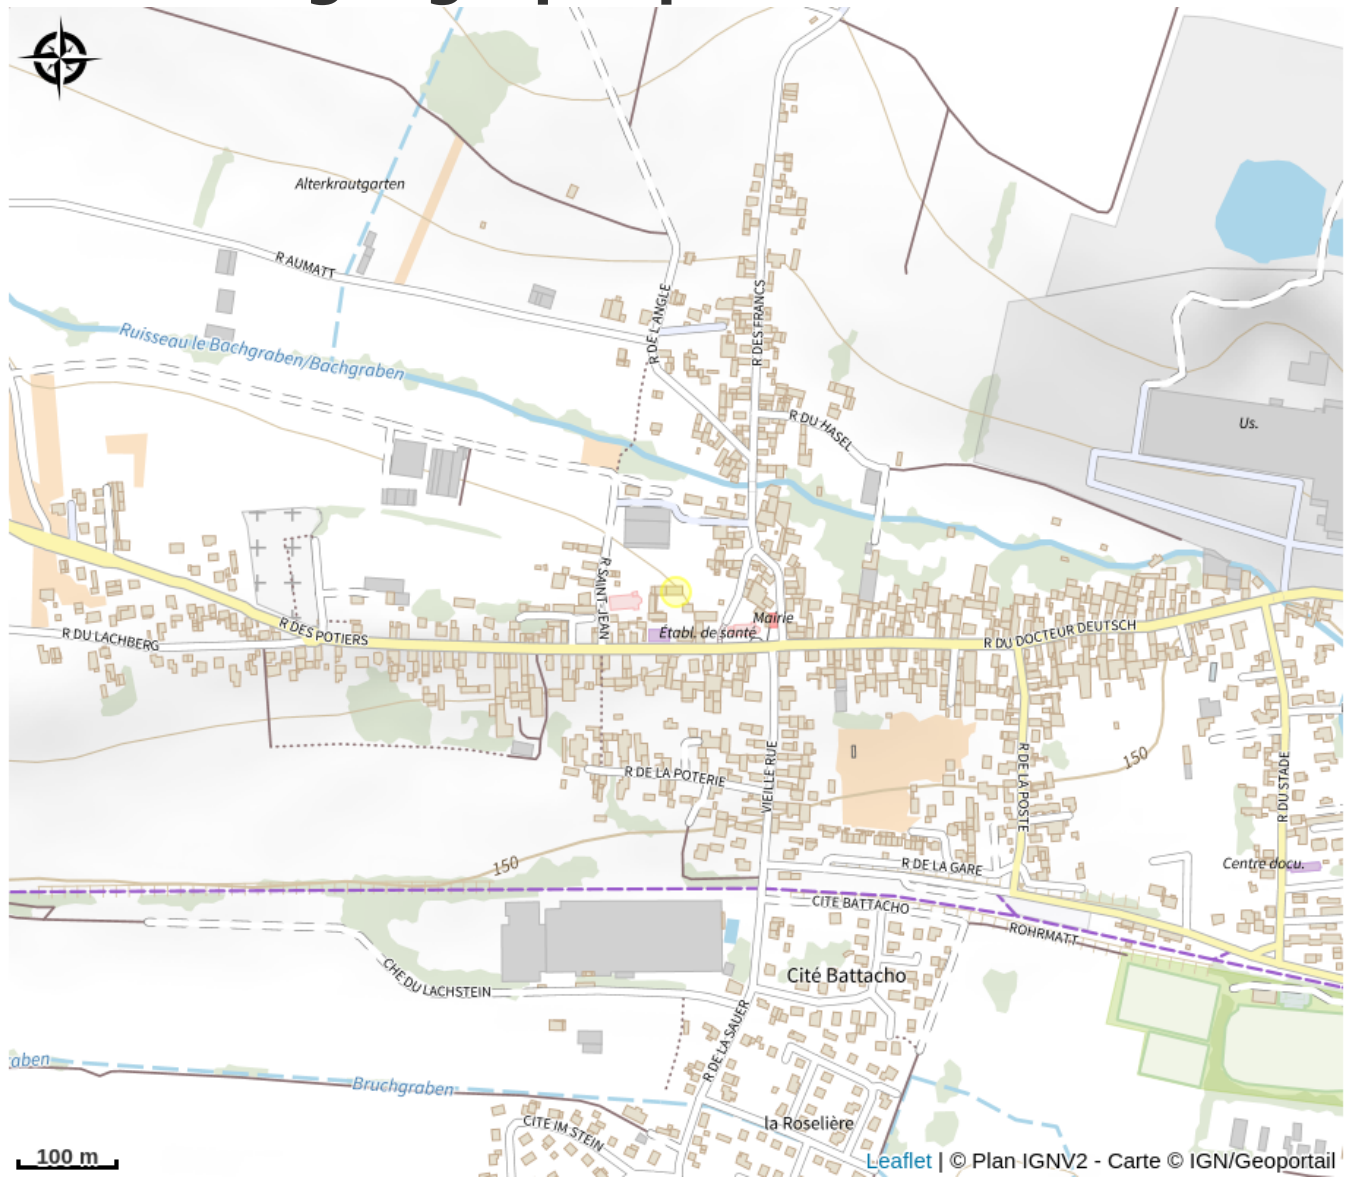 Alterkrautgarten
R AUMATT
R DE L'ANGLE
R DES FRANCS
Ruisseau le Bachgraben/Bachgraben
R DU HASEL
Us.
R SAINT-JEAN
Mairie
Établ. de santé
R DES POTIERS
R DU LACHBERG
R DU DOCTEUR DEUTSCH
150
R DE LA POTERIE
VIEILLE RUE
R DE LA POSTE
R DU STADE
150
R DE LA GARE
Centre docu.
CITE BATTACHO
ROHRMATT
Cité Battacho
CHE DU LACHSTEIN
R DE LA SAUER
aben
Bruchgraben
CITE IM STEIN
la Roselière
100 m
Leaflet | © Plan IGNV2 - Carte © IGN/Geoportail